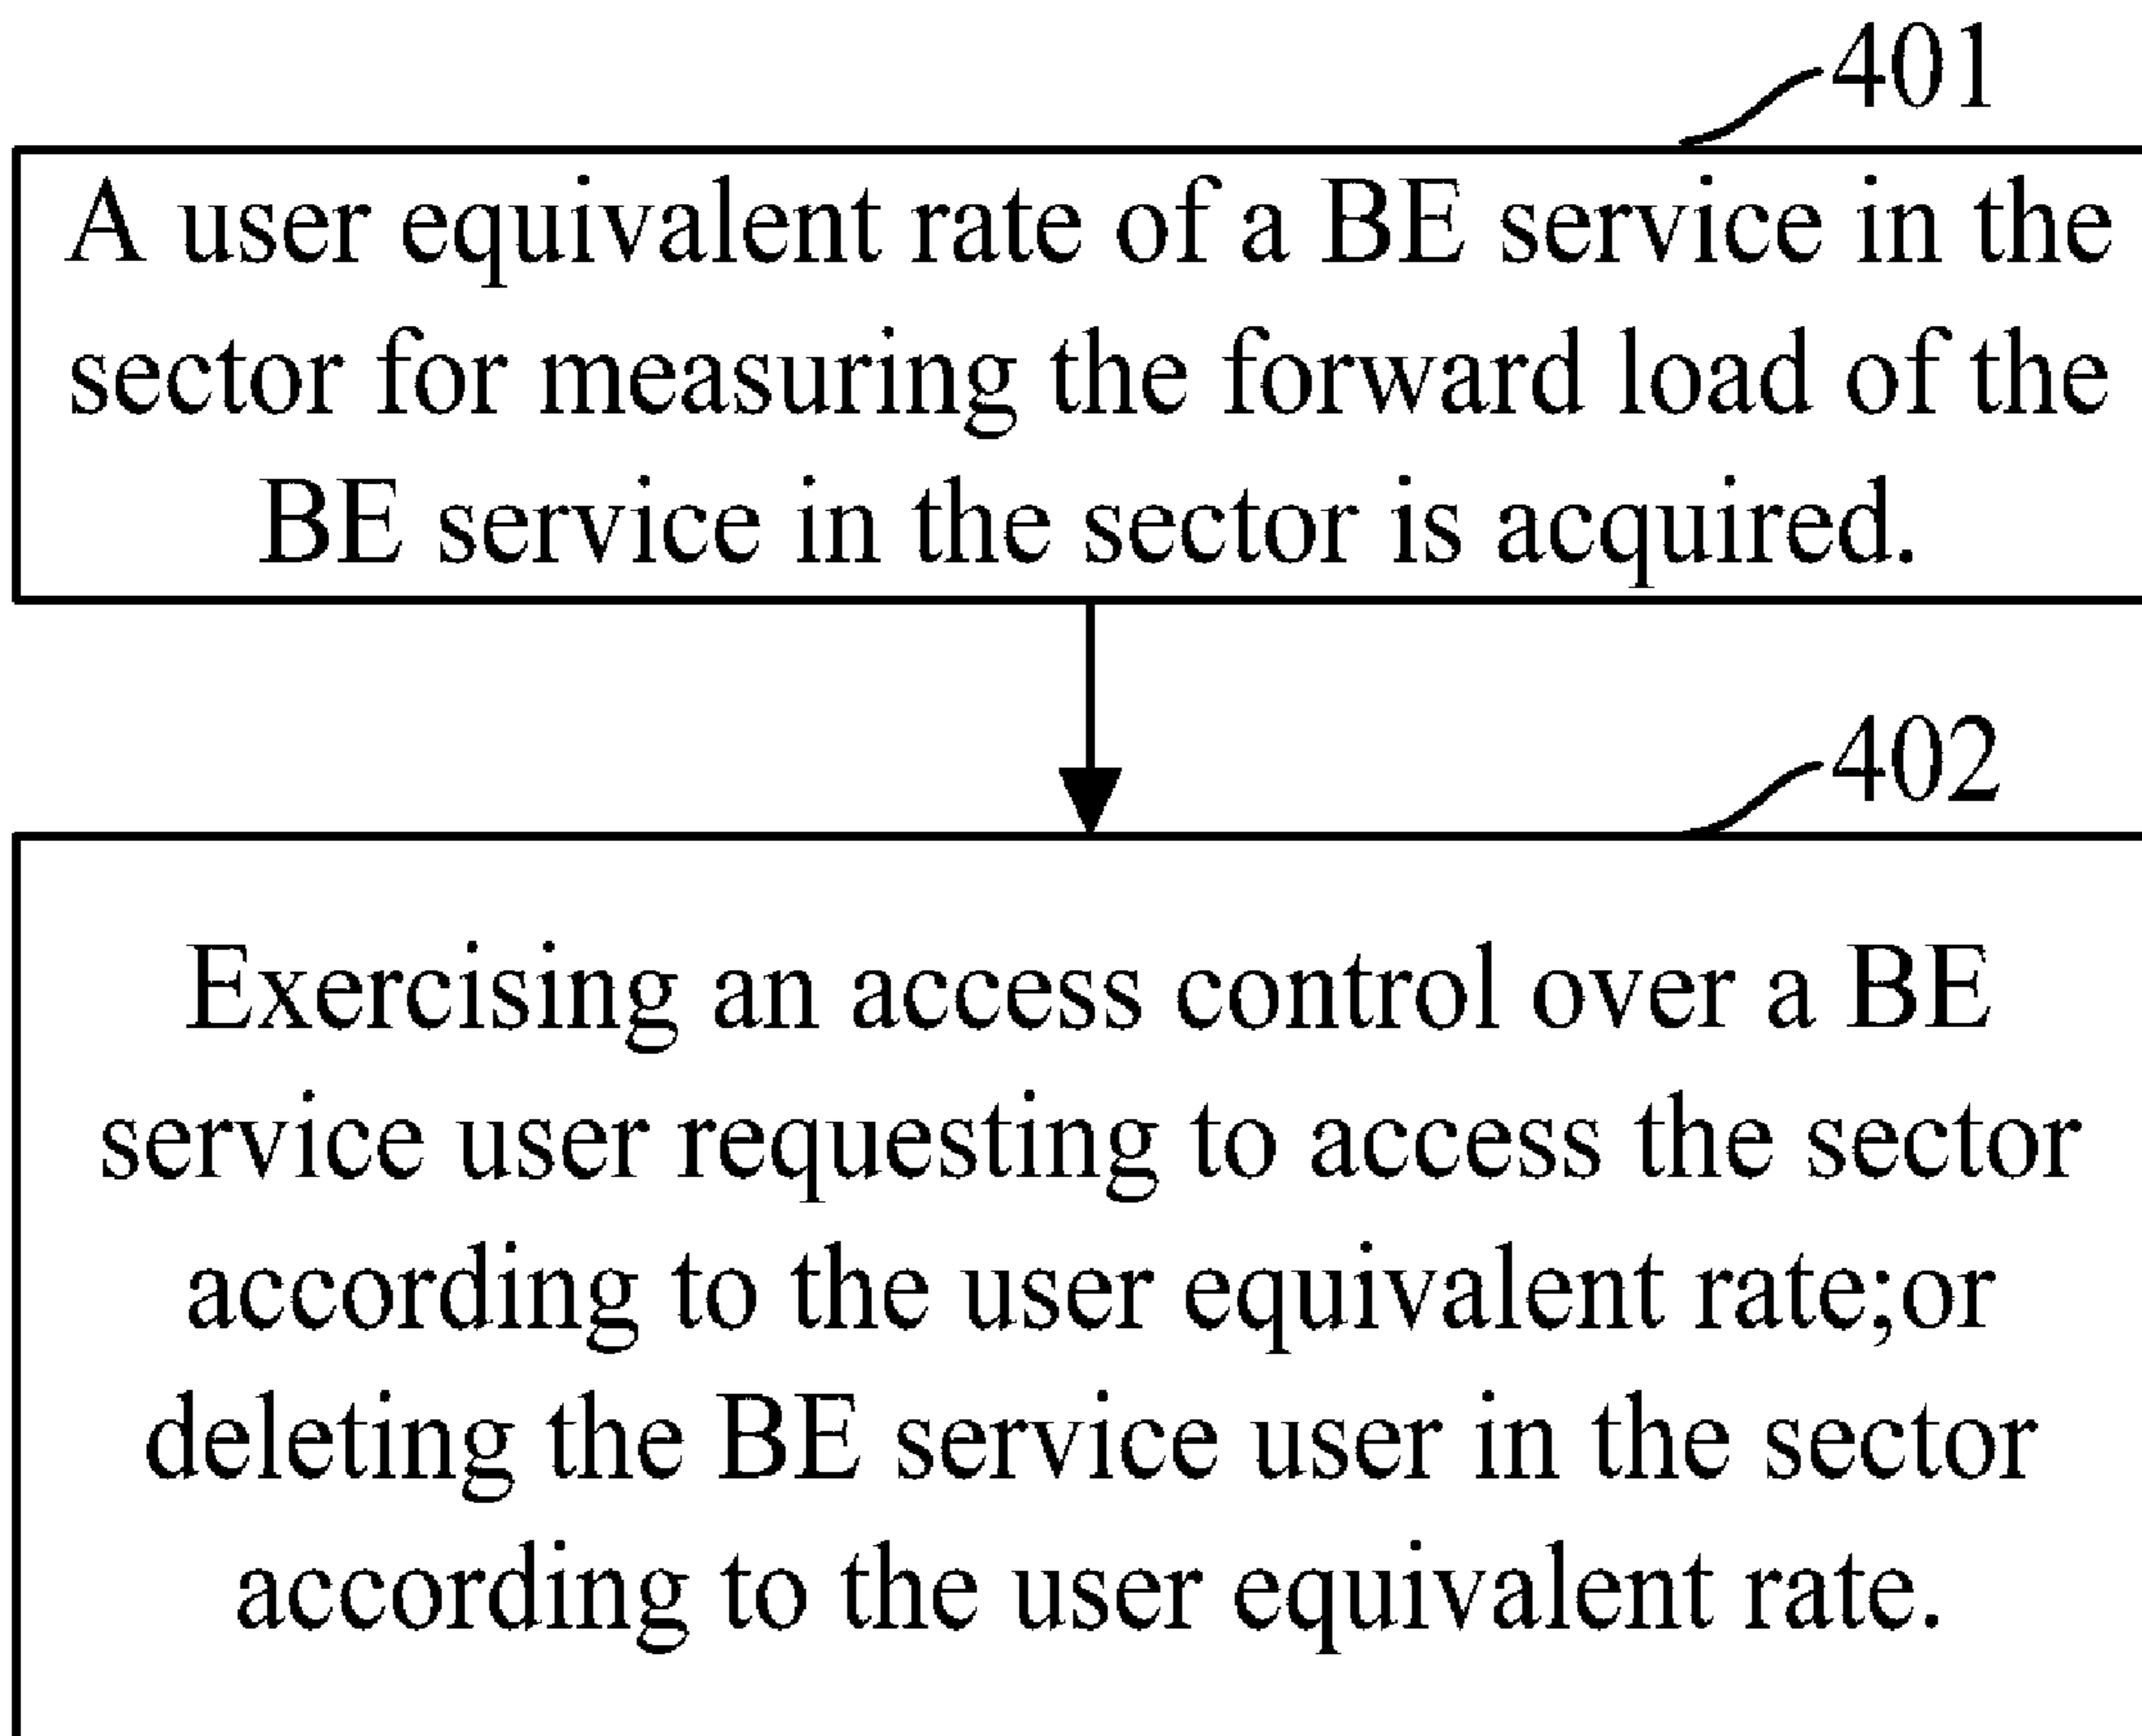 401
A user equivalent rate of a BE service in the
sector for measuring the forward load of the
BE service in the sector is acquired.
402
Exercising an access control over a BE
service user requesting to access the sector
according to the user equivalent rate;or
deleting the BE service user in the sector
according to the user equivalent rate.